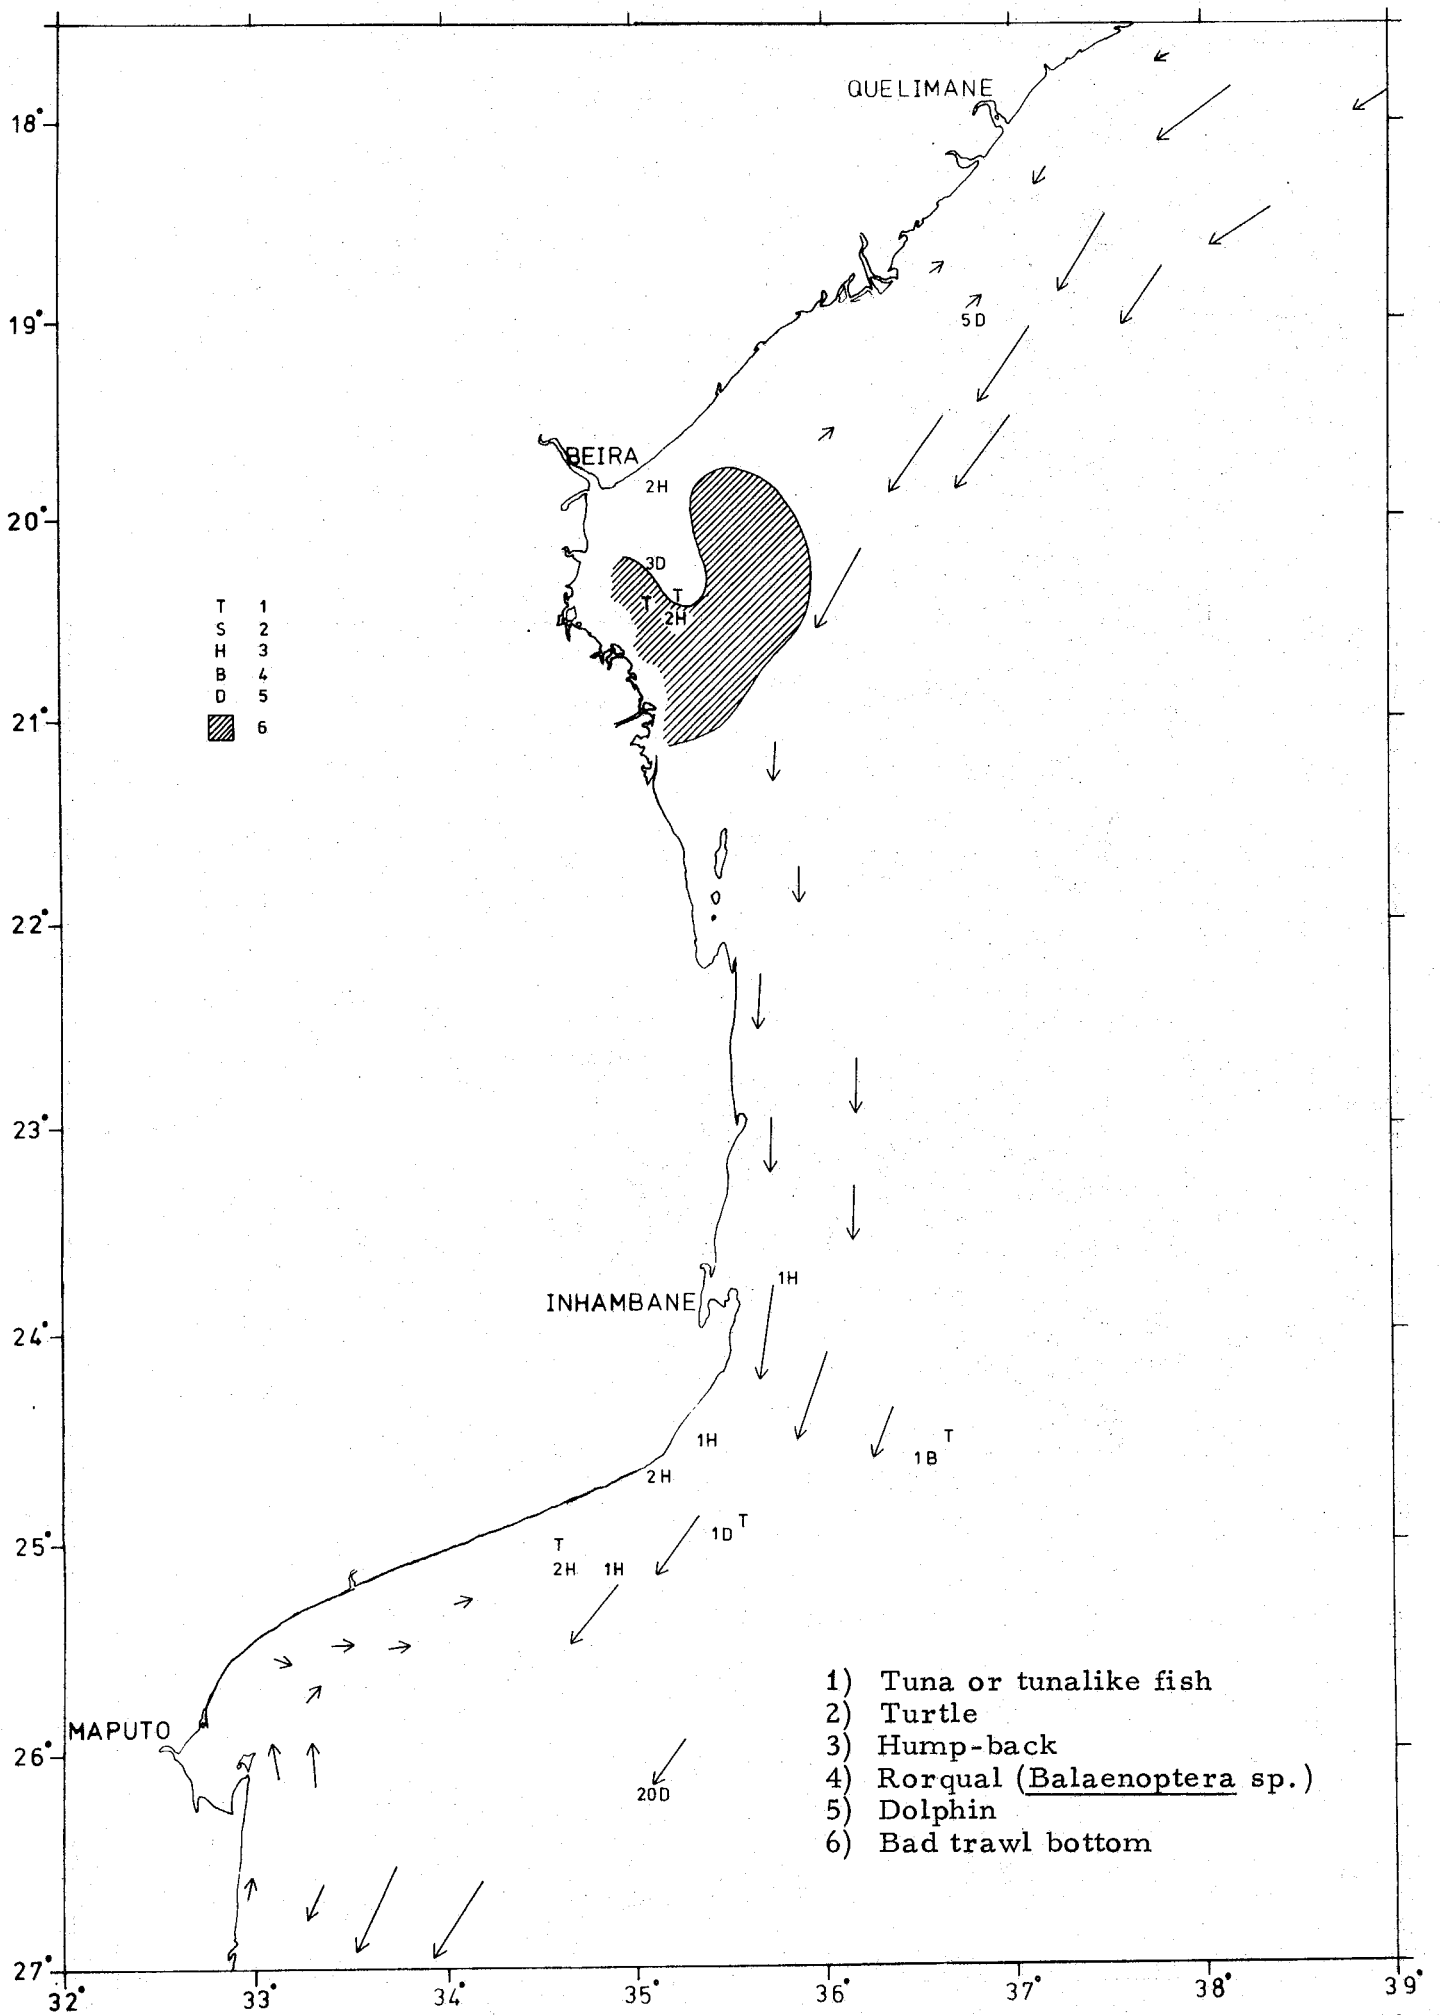 QUELIMANE
18°
19°
5D
BEIRA
2H
20°
3D
T
T
2H
T 1
S 2
H 3
B 4
D 5
6
21°
22°
23°
1H
INHAMBANE
24°
1H
T
1B
2H
T
1D
25°
T
2H 1H
1) Tuna or tunalike fish
2) Turtle
3) Hump-back
4) Rorqual (Balaenoptera sp.)
5) Dolphin
6) Bad trawl bottom
MAPUTO
26°
20D
27°
32° 33° 34° 35° 36° 37° 38° 39°